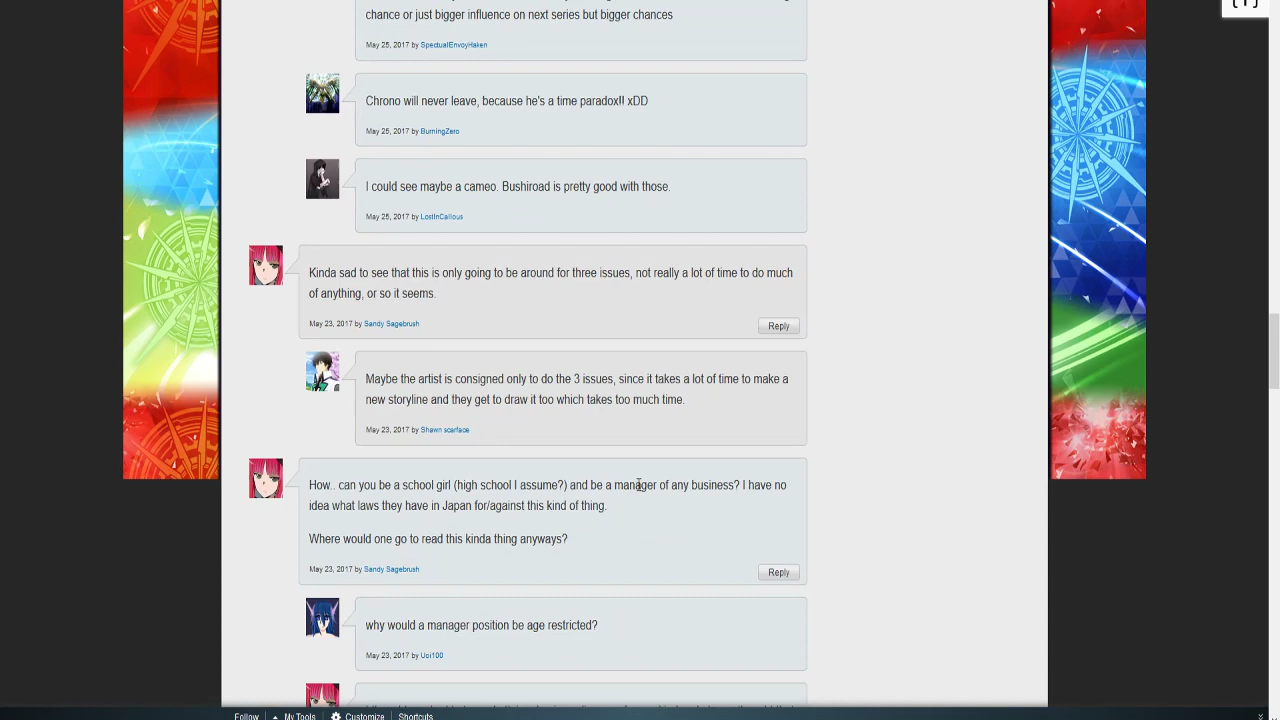 chance or just bigger influence on next series but bigger chances
May 25, 2017 by SpectualEnvoyHaken
Chrono will never leave, because he's a time paradox!! xDD
May 25, 2017 by BurningZero
I could see maybe a cameo. Bushiroad is pretty good with those.
May 25, 2017 by LostInCallous
Kinda sad to see that this is only going to be around for three issues, not really a lot of time to do much
of anything, or so it seems.
May 23, 2017 by Sandy Sagebrush
Reply
Maybe the artist is consigned only to do the 3 issues, since it takes a lot of time to make a
new storyline and they get to draw it too which takes too much time.
May 23, 2017 by Shawn scarface
How.. can you be a school girl (high school I assume?) and be a manager of any business? I have no
idea what laws they have in Japan for/against this kind of thing.
Where would one go to read this kinda thing anyways?
May 23, 2017 by Sandy Sagebrush
Reply
why would a manager position be age restricted?
May 23, 2017 by Uoi100
Follow My Tools Customize Shortcuts